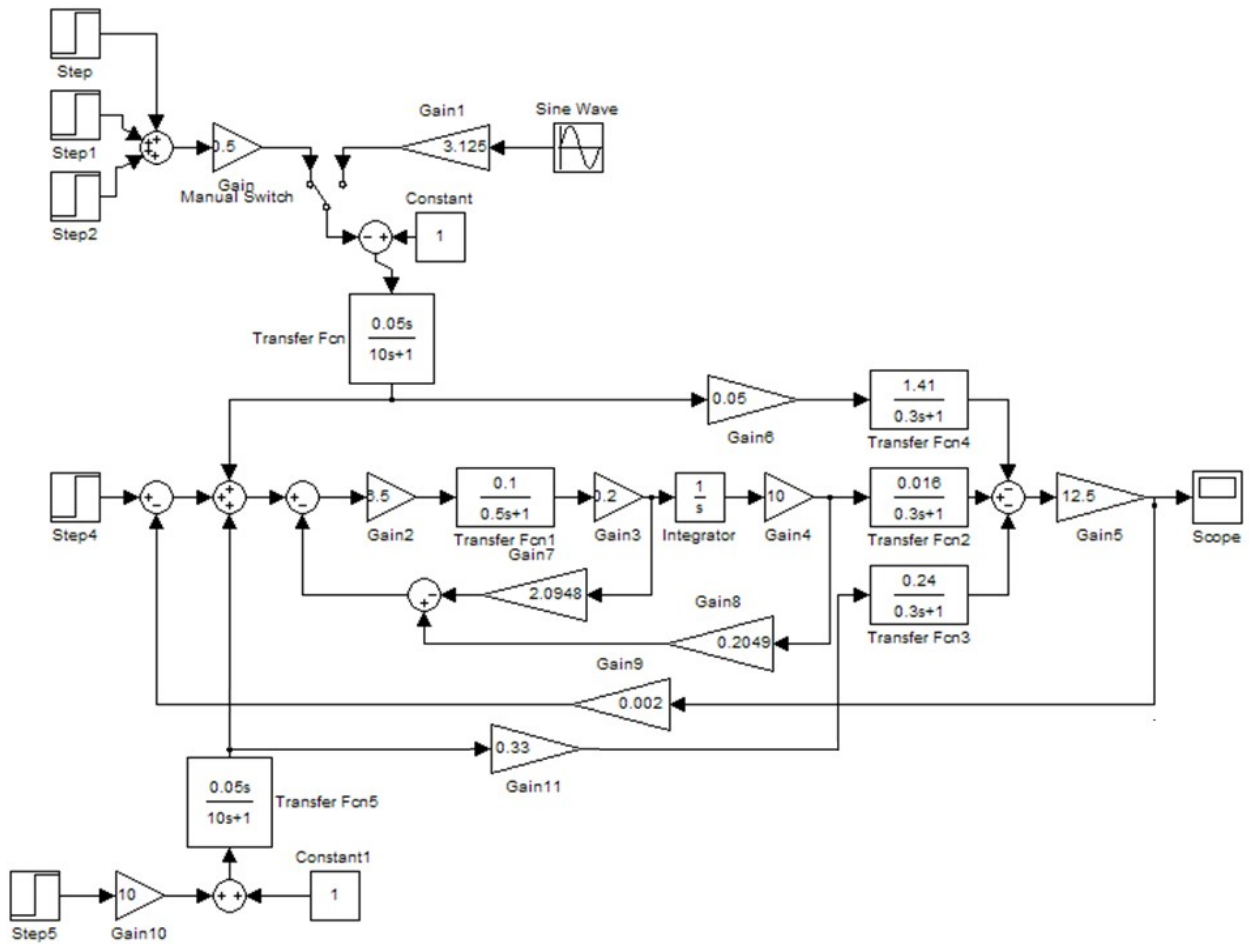 Step
Step1
Step2
0.5
Gain
Manual Switch
Gain1
3.125
Sine Wave
Constant
1
Transfer Fcn
0.05s
10s+1
0.05
Gain6
1.41
0.3s+1
Transfer Fcn4
Step4
Gain2
0.1
0.5s+1
Transfer Fcn1
0.2
Gain3
1
s
Integrator
10
Gain4
0.016
0.3s+1
Transfer Fcn2
12.5
Gain5
Scope
Gain7
2.0948
Gain8
0.2049
0.24
0.3s+1
Transfer Fcn3
Gain9
0.002
0.33
Gain11
0.05s
10s+1
Transfer Fcn5
Step5
10
Gain10
Constant1
1